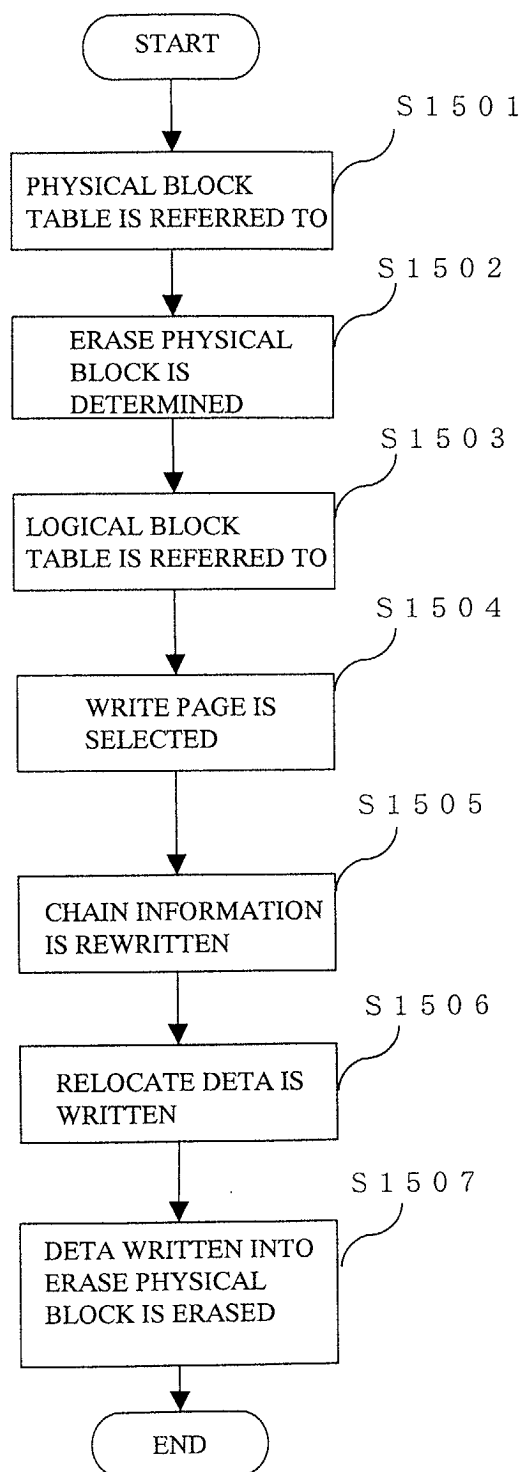 START
S1501
PHYSICAL BLOCK
TABLE IS REFERRED TO
S1502
ERASE PHYSICAL
BLOCK IS
DETERMINED
S1503
LOGICAL BLOCK
TABLE IS REFERRED TO
S1504
WRITE PAGE IS
SELECTED
S1505
CHAIN INFORMATION
IS REWRITTEN
S1506
RELOCATE DETA IS
WRITTEN
S1507
DETA WRITTEN INTO
ERASE PHYSICAL
BLOCK IS ERASED
END